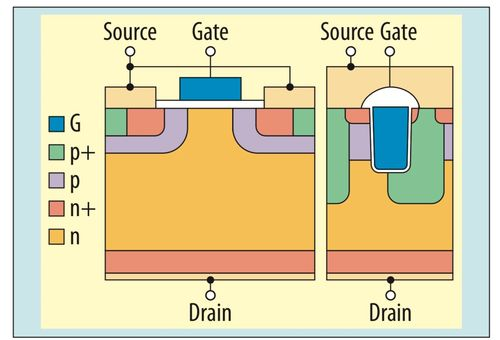 Source Gate
Source Gate
G
p+
p
n+
n
Drain
Drain